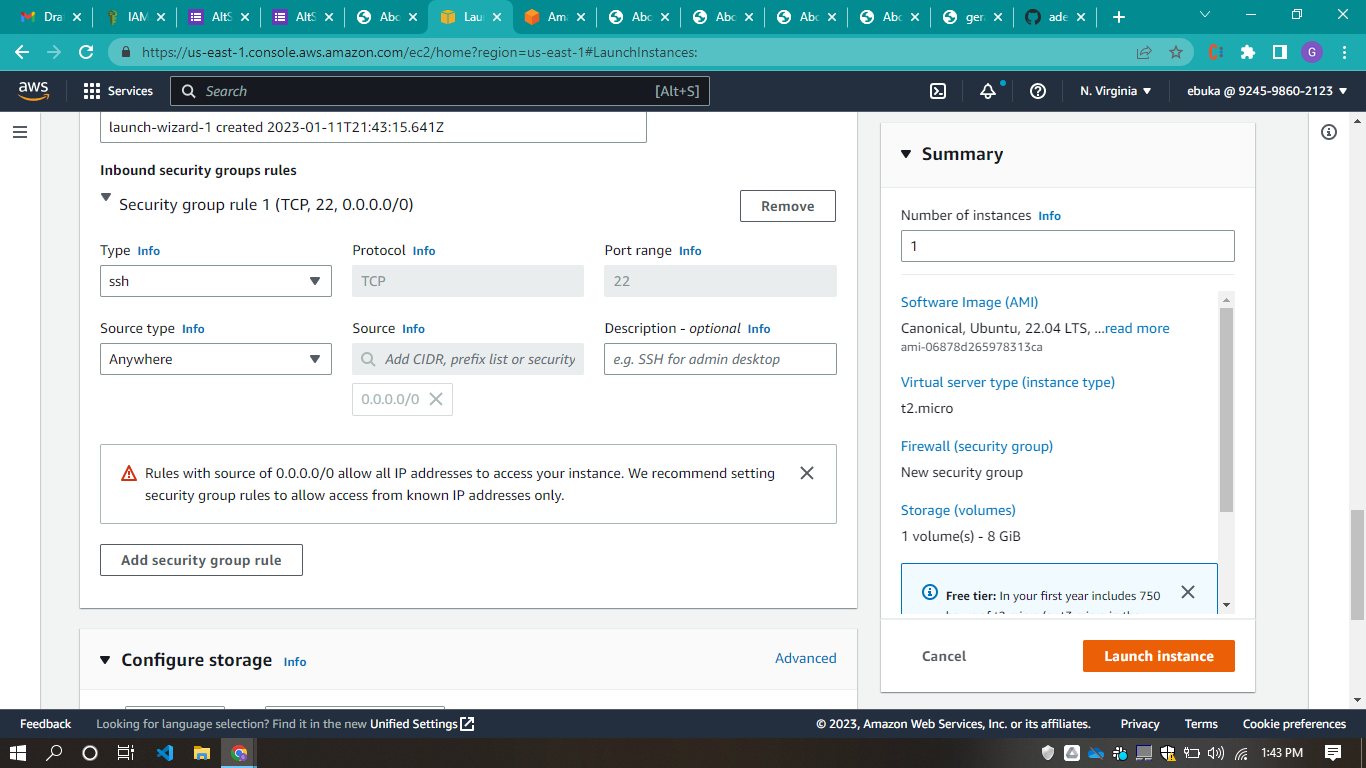 Draf
IAM
AltS
AltS
Abo
Lau
Ama
Abo
Abo
Abo
Abo
gera
ade
https://us-east-1.console.aws.amazon.com/ec2/home?region=us-east-1#LaunchInstances:
G
aws
Services
Search
[Alt+S]
N. Virginia
ebuka @ 9245-9860-2123
launch-wizard-1 created 2023-01-11T21:43:15.641Z
Inbound security groups rules
Security group rule 1 (TCP, 22, 0.0.0.0/0)
Remove
Type Info
Protocol Info
Port range Info
ssh
TCP
22
Source type Info
Source Info
Description - optional Info
Anywhere
Add CIDR, prefix list or security
e.g. SSH for admin desktop
0.0.0.0/0
Rules with source of 0.0.0.0/0 allow all IP addresses to access your instance. We recommend setting
security group rules to allow access from known IP addresses only.
Add security group rule
Configure storage Info
Advanced
Summary
Number of instances Info
1
Software Image (AMI)
Canonical, Ubuntu, 22.04 LTS, ...read more
ami-06878d265978313ca
Virtual server type (instance type)
t2.micro
Firewall (security group)
New security group
Storage (volumes)
1 volume(s) - 8 GiB
Free tier: In your first year includes 750
Cancel
Launch instance
Feedback
Looking for language selection? Find it in the new Unified Settings
© 2023, Amazon Web Services, Inc. or its affiliates.
Privacy
Terms
Cookie preferences
1:43 PM